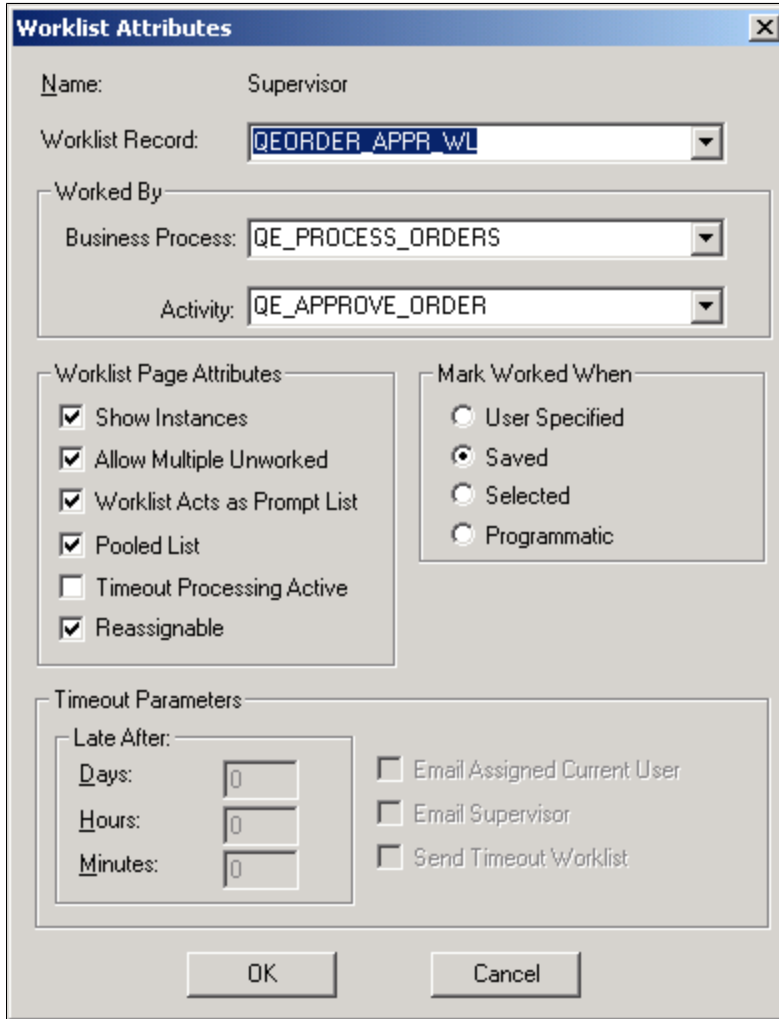 Worklist Attributes
Name: Supervisor
Worklist Record: QEORDER_APPR_WL
Worked By
Business Process: QE_PROCESS_ORDERS
Activity: QE_APPROVE_ORDER
Worklist Page Attributes
Show Instances
Allow Multiple Unworked
Worklist Acts as Prompt List
Pooled List
Timeout Processing Active
Reassignable
Mark Worked When
User Specified
Saved
Selected
Programmatic
Timeout Parameters
Late After:
Days: 0
Hours: 0
Minutes: 0
Email Assigned Current User
Email Supervisor
Send Timeout Worklist
OK Cancel